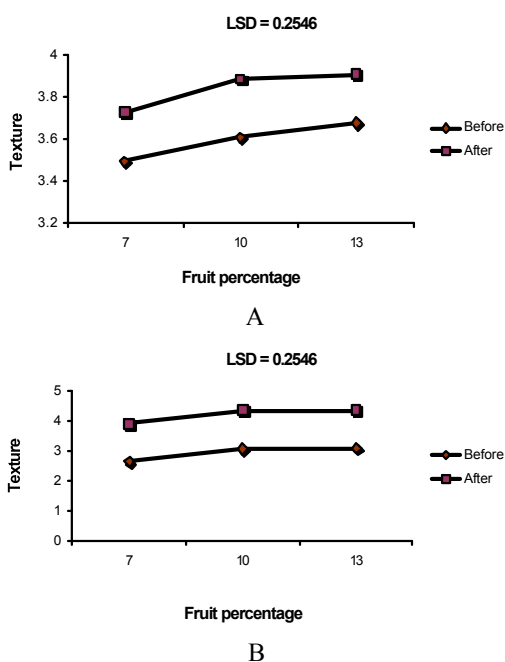 LSD = 0.2546
4
3.8
3.6
3.4
3.2
Texture
7 10 13
Fruit percentage
Before
After
A
LSD = 0.2546
5
4
3
2
1
0
Texture
7 10 13
Fruit percentage
Before
After
B